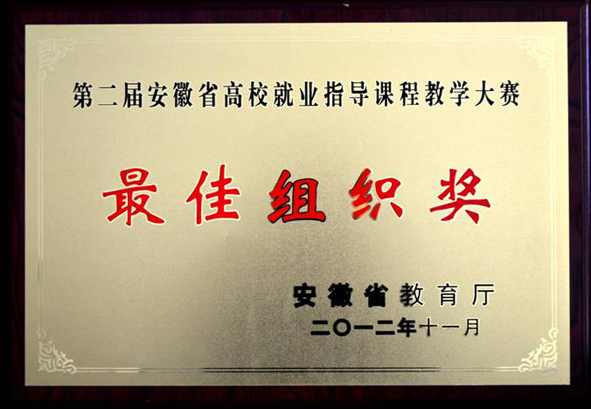 第二届安徽省高校就业指导课程教学大赛
最佳组织奖
安徽省教育厅
二〇一二年十一月